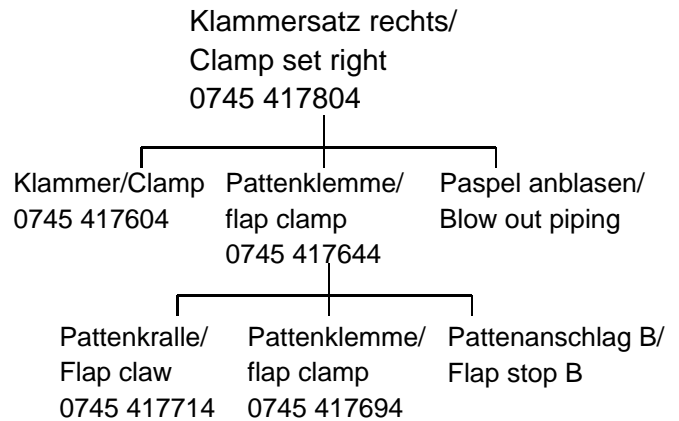 Klammersatz rechts/
Clamp set right
0745 417804
Klammer/Clamp
0745 417604
Pattenklemme/
flap clamp
0745 417644
Paspel anblasen/
Blow out piping
Pattenkralle/
Flap claw
0745 417714
Pattenklemme/
flap clamp
0745 417694
Pattenanschlag B/
Flap stop B